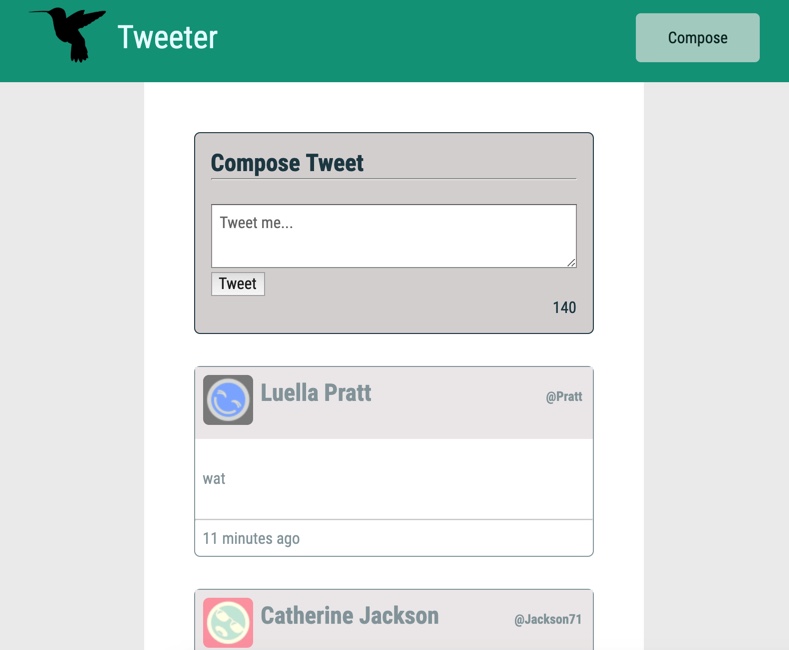 Tweeter
Compose
Compose Tweet
Tweet me...
Tweet
140
Luella Pratt
@Pratt
wat
11 minutes ago
Catherine Jackson
@Jackson71